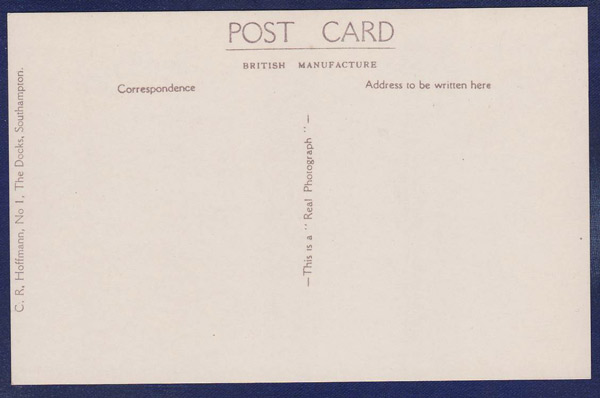 POST CARD
BRITISH MANUFACTURE
Correspondence
Address to be written here
—This is a "Real Photograph"—
C. R. Hoffmann, No 1, The Docks, Southampton.